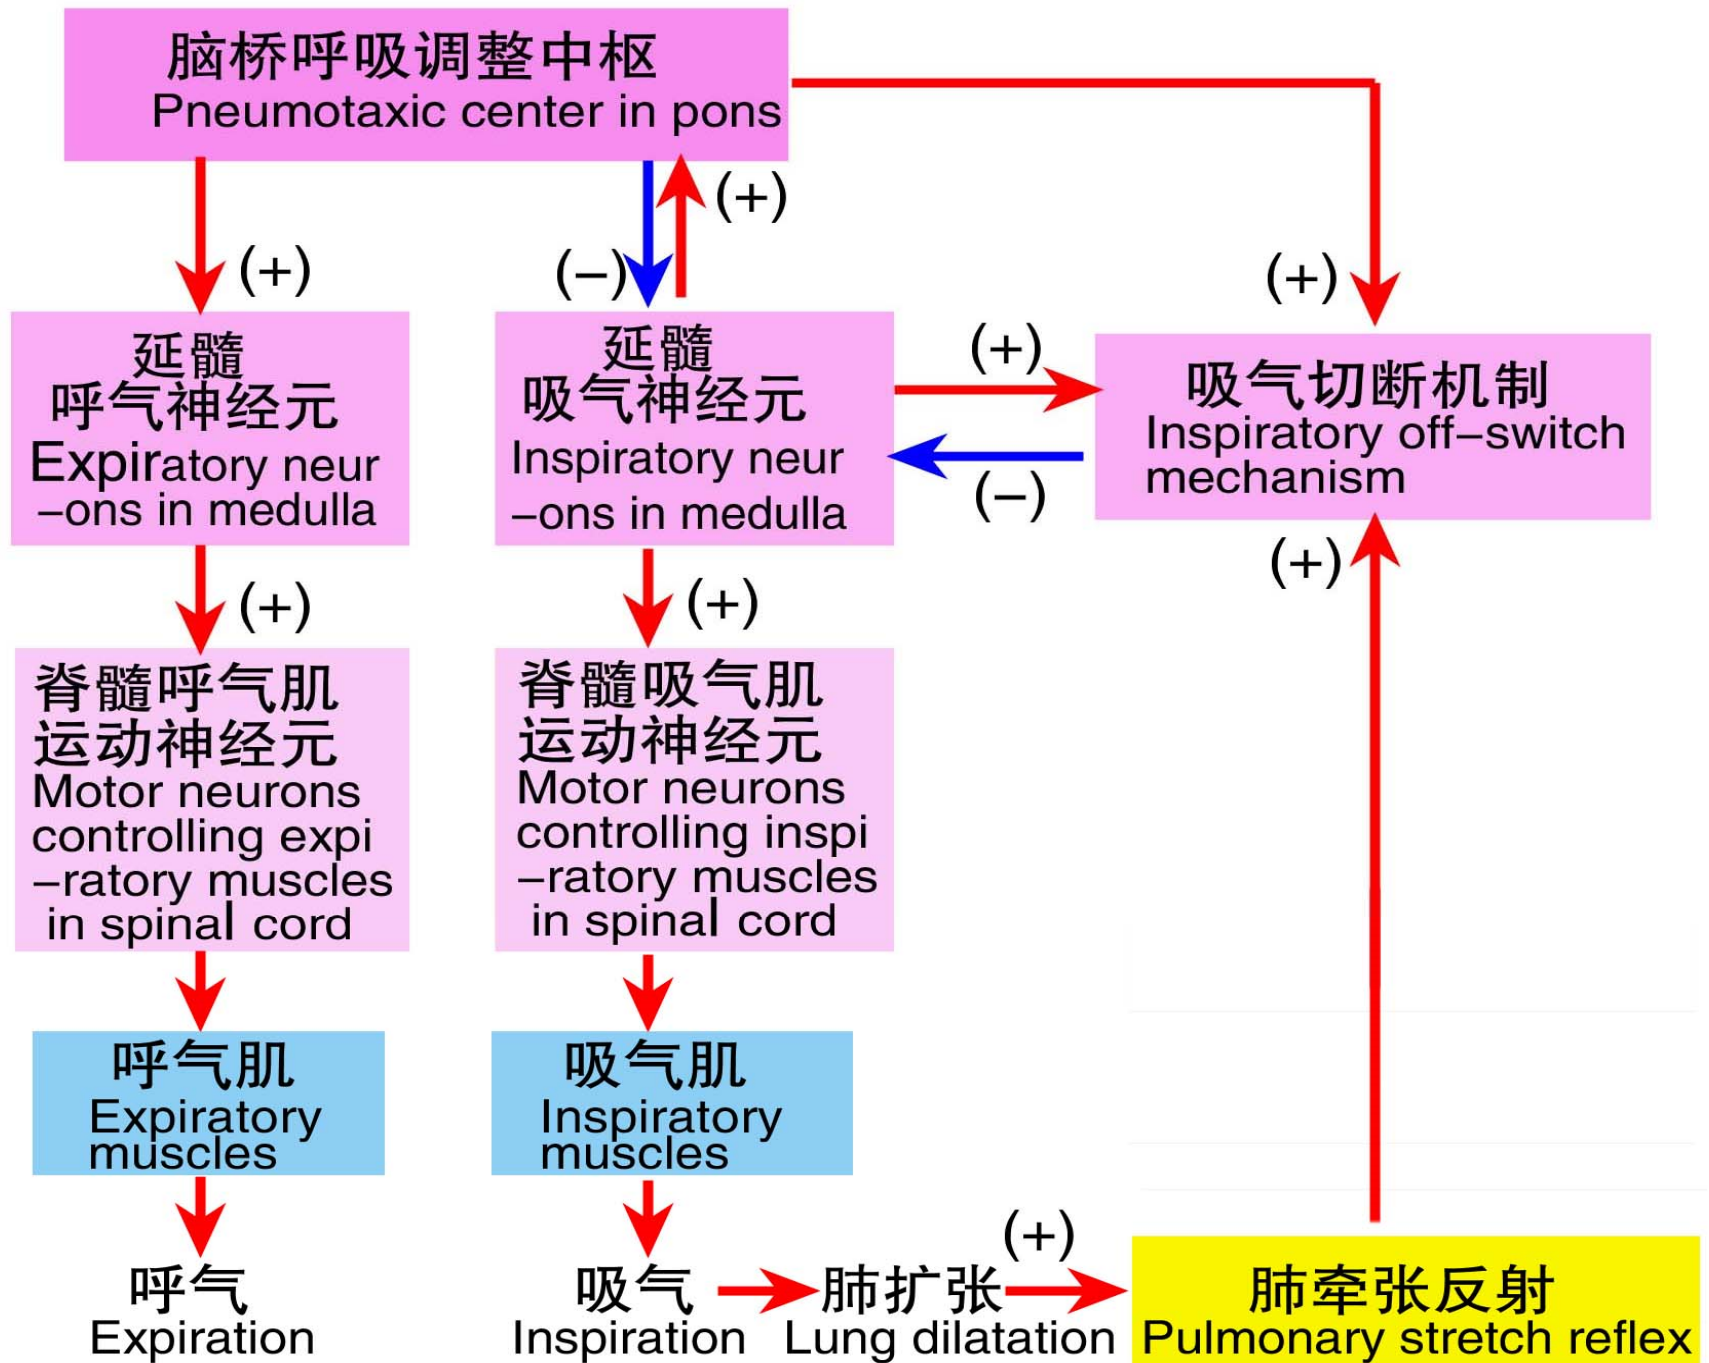 脑桥呼吸调整中枢
Pneumotaxic center in pons
(+)
(+)
(−)
(+)
延髓
呼气神经元
Expiratory neur
−ons in medulla
延髓
吸气神经元
Inspiratory neur
−ons in medulla
(+)
(−)
吸气切断机制
Inspiratory off−switch
mechanism
(+)
(+)
(+)
脊髓呼气肌
运动神经元
Motor neurons
controlling expi
−ratory muscles
in spinal cord
脊髓吸气肌
运动神经元
Motor neurons
controlling inspi
−ratory muscles
in spinal cord
呼气肌
Expiratory
muscles
吸气肌
Inspiratory
muscles
呼气
Expiration
吸气
Inspiration
肺扩张
Lung dilatation
(+)
肺牵张反射
Pulmonary stretch reflex